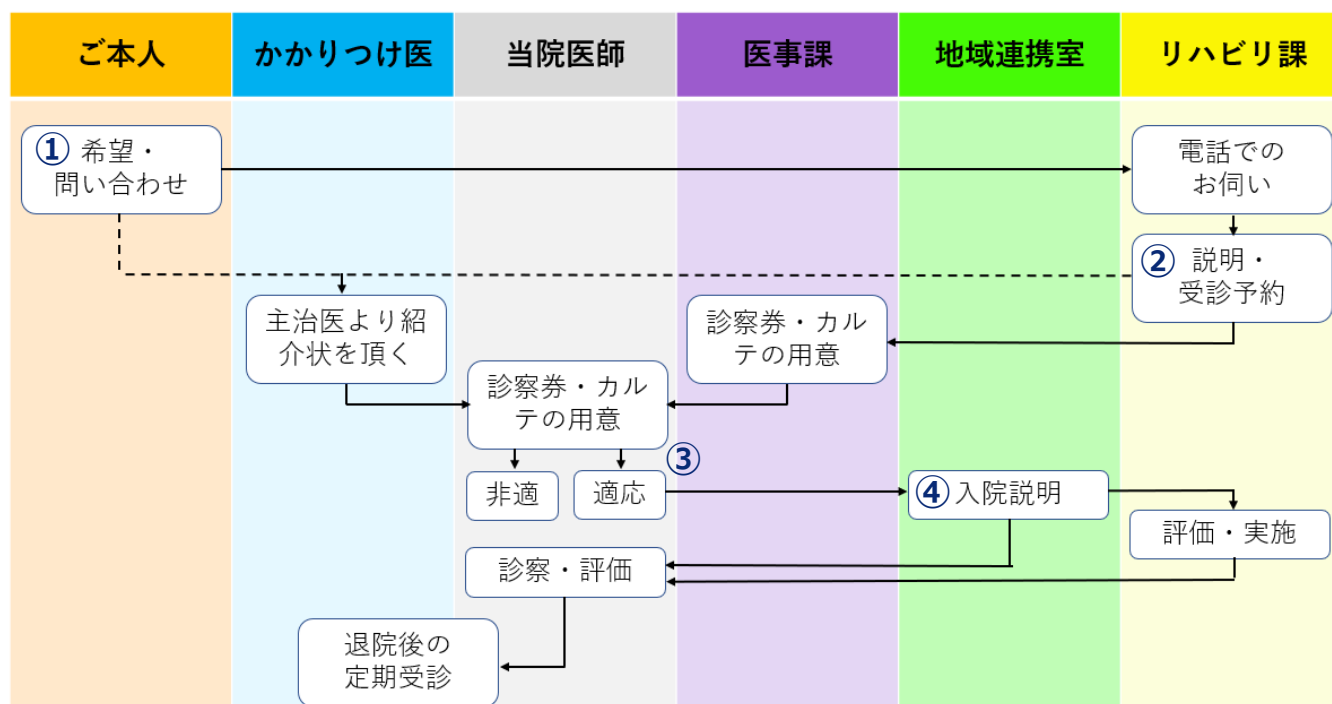 ご本人
かかりつけ医
当院医師
医事課
地域連携室
リハビリ課
① 希望・
問い合わせ
電話での
お伺い
② 説明・
受診予約
主治医より紹
介状を頂く
診察券・カル
テの用意
診察券・カル
テの用意
非適
適応
③
④ 入院説明
評価・実施
診察・評価
退院後の
定期受診